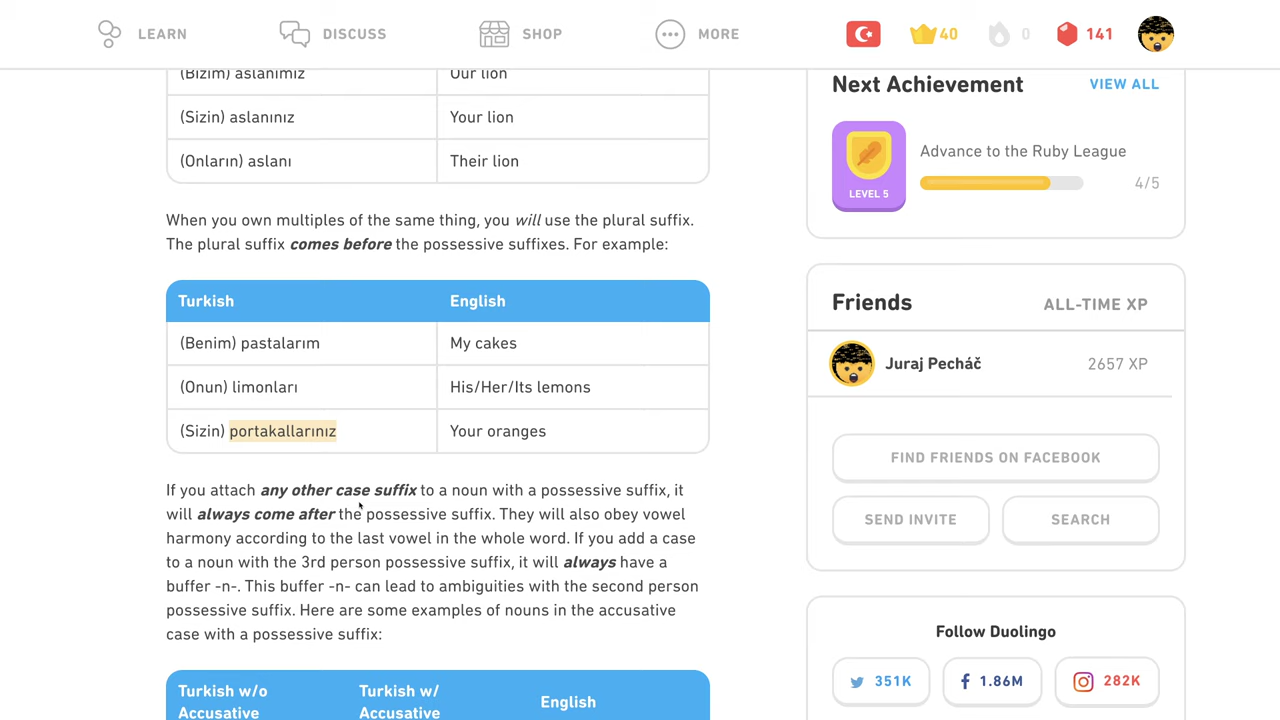 LEARN
DISCUSS
SHOP
MORE
40
0
141
(Bizim) aslanımız
Our lion
(Sizin) aslanınız
Your lion
(Onların) aslanı
Their lion
When you own multiples of the same thing, you will use the plural suffix.
The plural suffix comes before the possessive suffixes. For example:
Turkish
English
(Benim) pastalarım
My cakes
(Onun) limonları
His/Her/Its lemons
(Sizin) portakallarınız
Your oranges
If you attach any other case suffix to a noun with a possessive suffix, it
will always come after the possessive suffix. They will also obey vowel
harmony according to the last vowel in the whole word. If you add a case
to a noun with the 3rd person possessive suffix, it will always have a
buffer -n-. This buffer -n- can lead to ambiguities with the second person
possessive suffix. Here are some examples of nouns in the accusative
case with a possessive suffix:
Turkish w/o
Accusative
Turkish w/
Accusative
English
Next Achievement
VIEW ALL
LEVEL 5
Advance to the Ruby League
4/5
Friends
ALL-TIME XP
Juraj Pecháč
2657 XP
FIND FRIENDS ON FACEBOOK
SEND INVITE
SEARCH
Follow Duolingo
351K
1.86M
282K